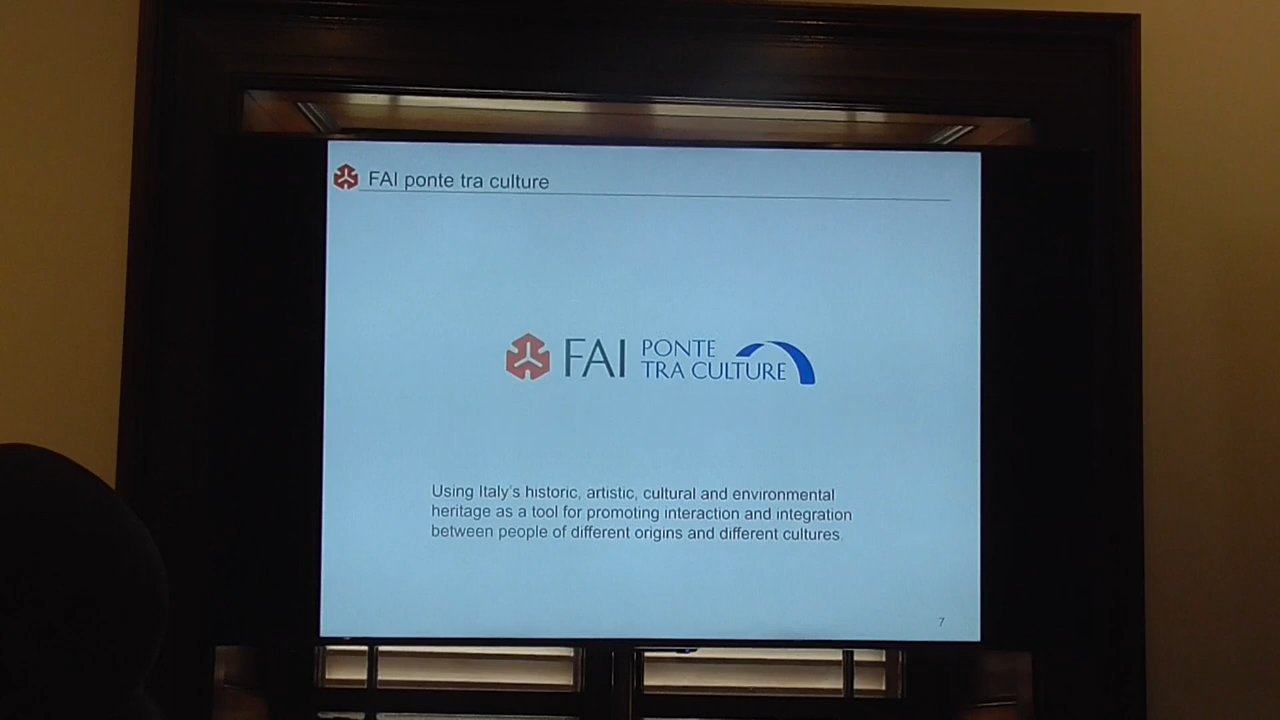 FAI ponte tra culture
FAI PONTE
TRA CULTURE
Using Italy's historic, artistic, cultural and environmental
heritage as a tool for promoting interaction and integration
between people of different origins and different cultures.
7